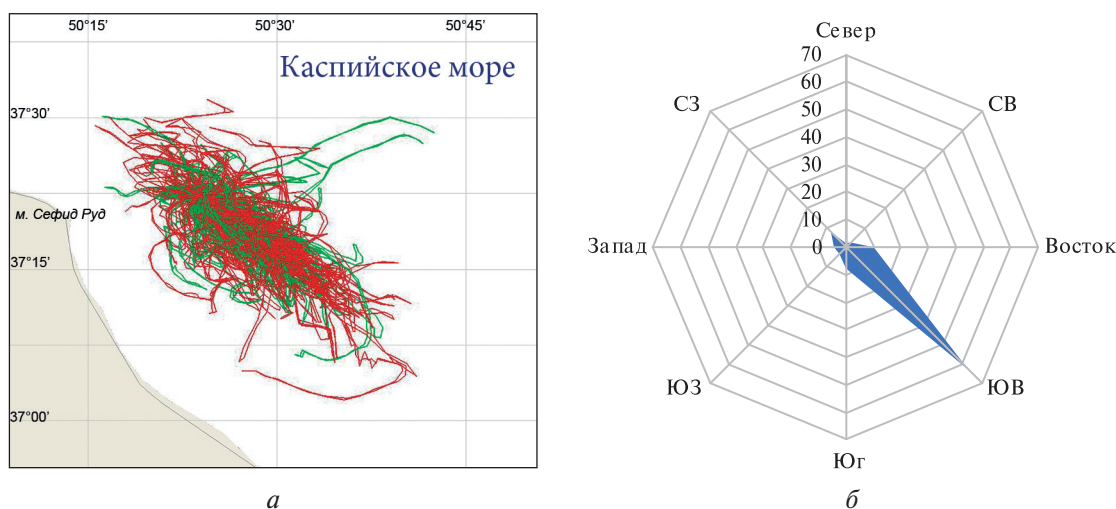 50°15' 50°30' 50°45'
Каспийское море
37°30'
м. Сефид Руд
37°15'
37°00'
а
Север
70
60
50
40
30
20
10
0
СЗ
СВ
Запад
Восток
ЮЗ
ЮВ
Юг
б